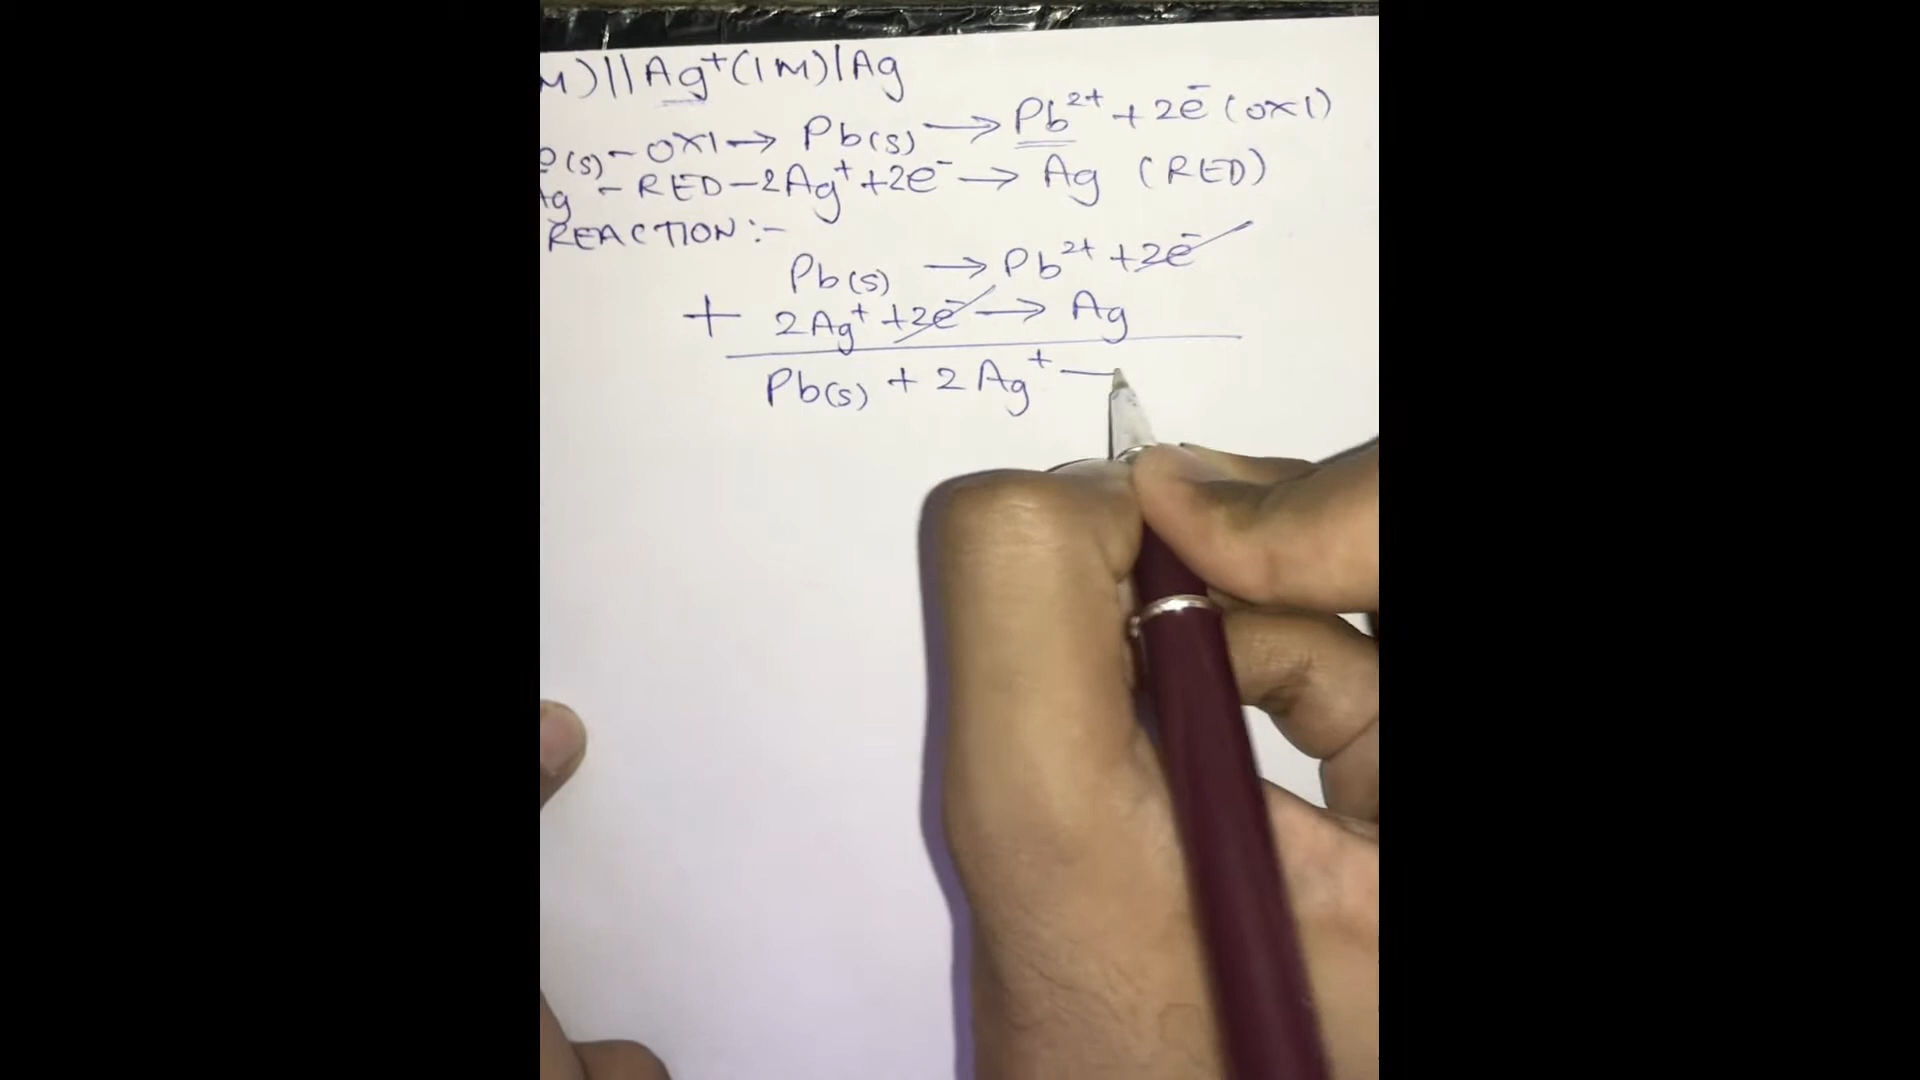 M)||Ag⁺(1M)|Ag
(s) - OXI → Pb(s) → Pb²⁺ + 2e⁻ (OXI)
g - RED - 2Ag⁺ + 2e⁻ → Ag (RED)
REACTION :-
Pb(s) → Pb²⁺ + 2e⁻
+ 2Ag⁺ + 2e⁻ → Ag
Pb(s) + 2Ag⁺ —